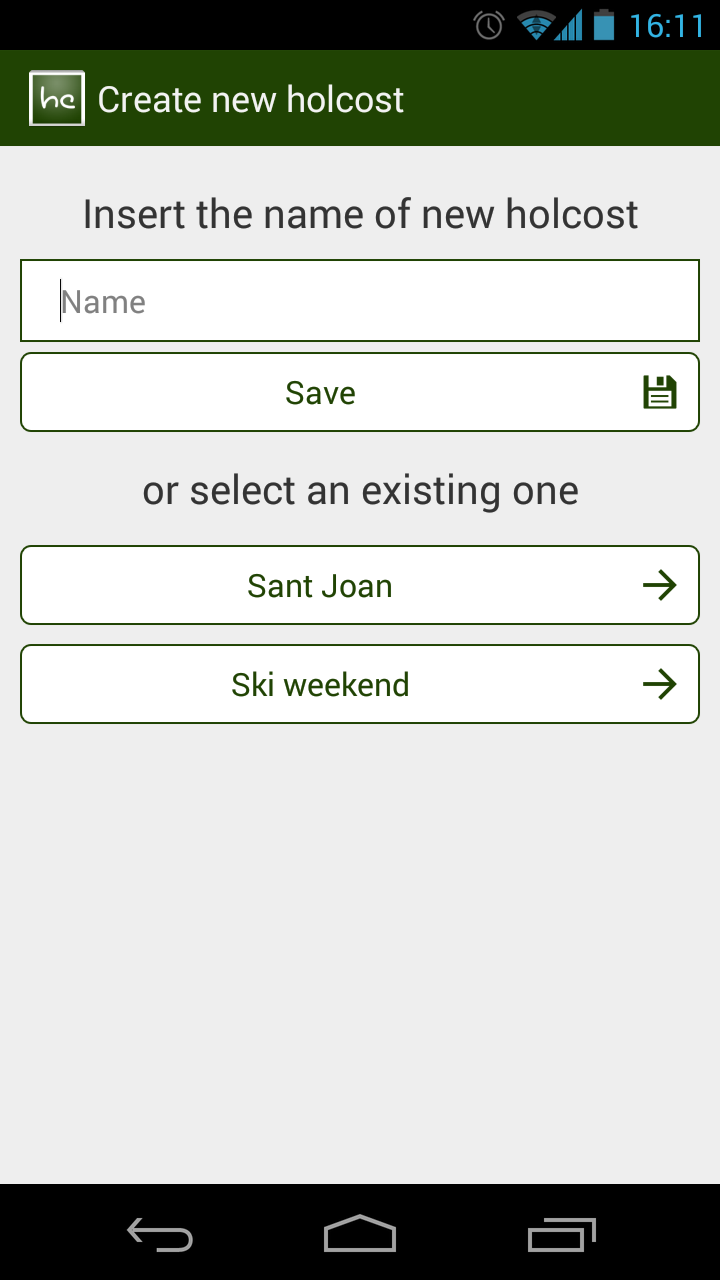 16:11
hc Create new holcost
Insert the name of new holcost
Name
Save
or select an existing one
Sant Joan
Ski weekend